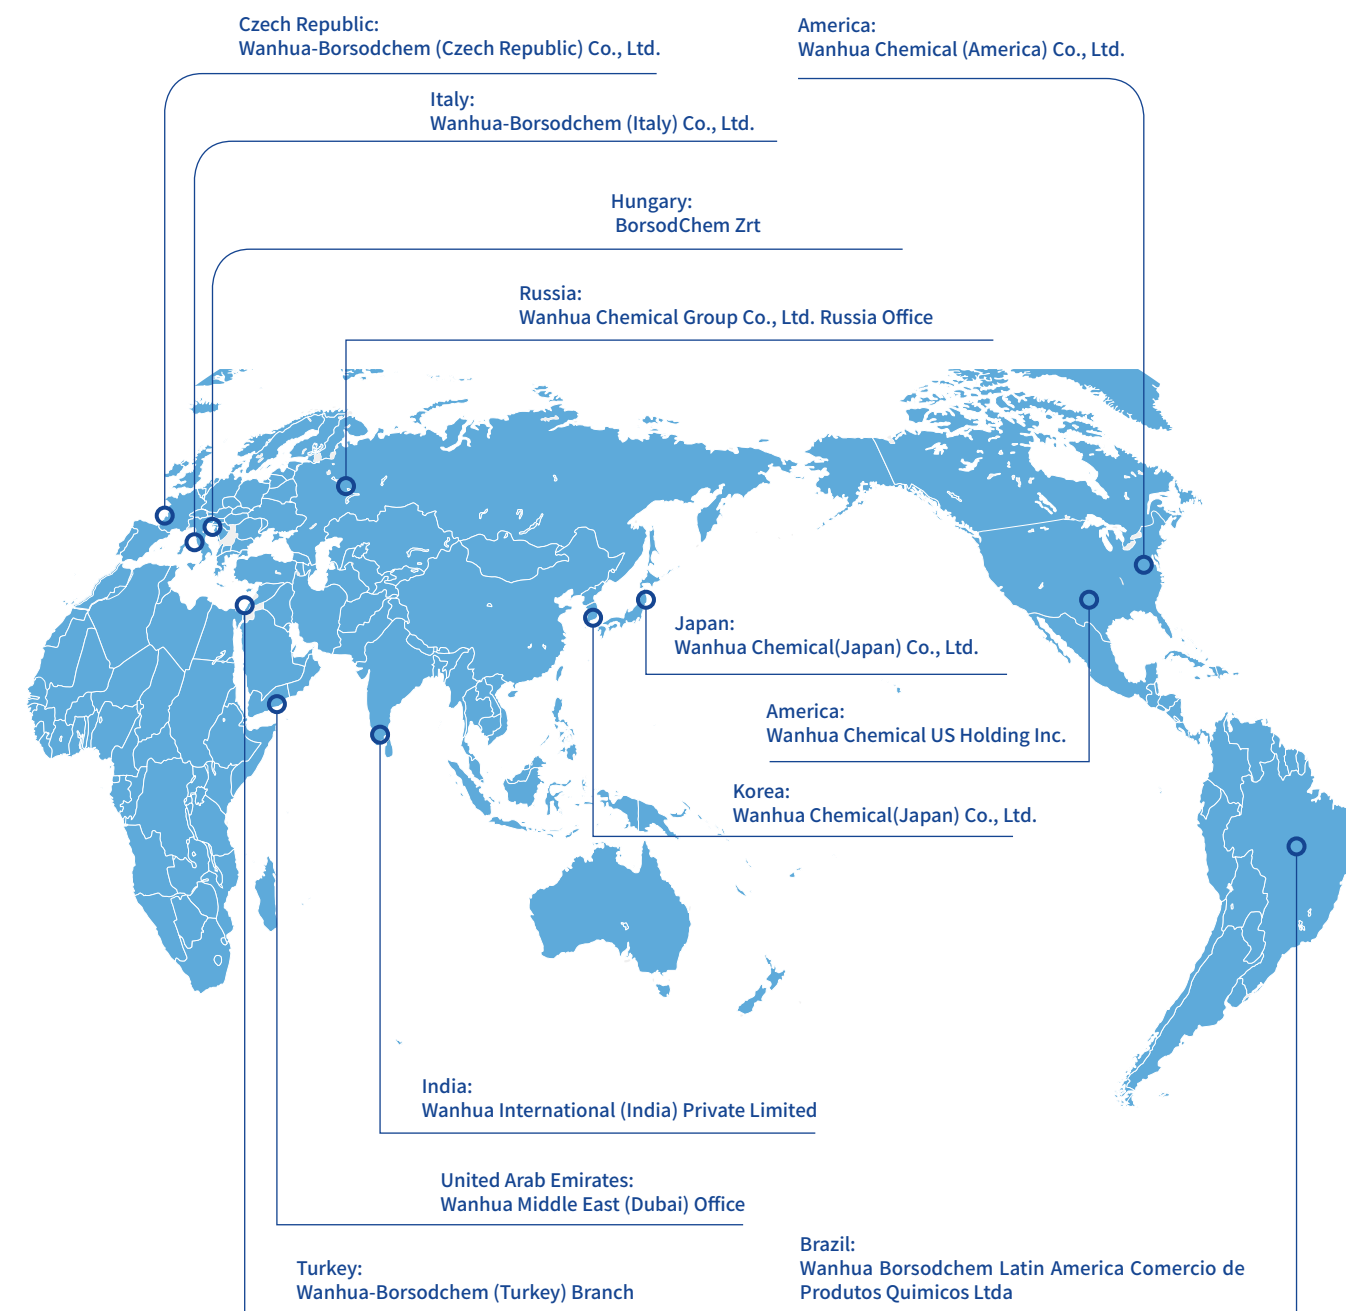 Czech Republic:
Wanhua-Borsodchem (Czech Republic) Co., Ltd.
America:
Wanhua Chemical (America) Co., Ltd.
Italy:
Wanhua-Borsodchem (Italy) Co., Ltd.
Hungary:
BorsodChem Zrt
Russia:
Wanhua Chemical Group Co., Ltd. Russia Office
Japan:
Wanhua Chemical(Japan) Co., Ltd.
America:
Wanhua Chemical US Holding Inc.
Korea:
Wanhua Chemical(Japan) Co., Ltd.
India:
Wanhua International (India) Private Limited
United Arab Emirates:
Wanhua Middle East (Dubai) Office
Turkey:
Wanhua-Borsodchem (Turkey) Branch
Brazil:
Wanhua Borsodchem Latin America Comercio de
Produtos Quimicos Ltda